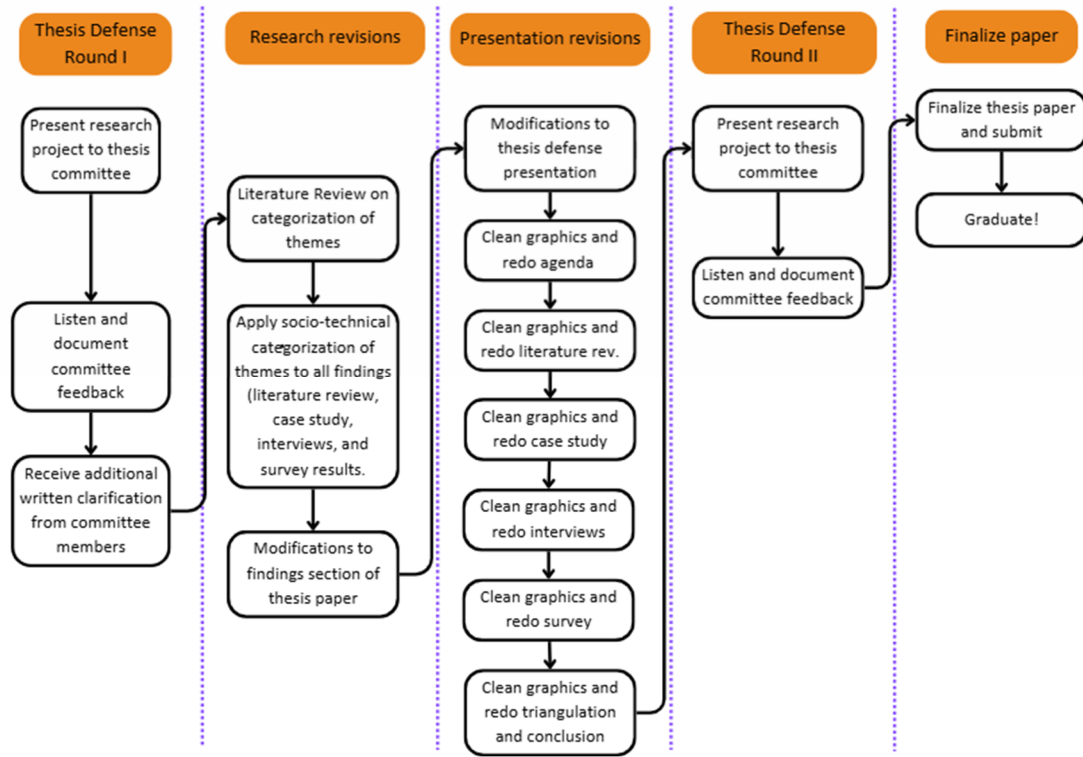 Thesis Defense
Round I
Research revisions
Presentation revisions
Thesis Defense
Round II
Finalize paper
Present research
project to thesis
committee
Listen and
document
committee
feedback
Receive additional
written clarification
from committee
members
Literature Review on
categorization of
themes
Apply socio-technical
categorization of
themes to all findings
(literature review,
case study,
interviews, and
survey results.
Modifications to
findings section of
thesis paper
Modifications to
thesis defense
presentation
Clean graphics and
redo agenda
Clean graphics and
redo literature rev.
Clean graphics and
redo case study
Clean graphics and
redo interviews
Clean graphics and
redo survey
Clean graphics and
redo triangulation
and conclusion
Present research
project to thesis
committee
Listen and document
committee feedback
Finalize thesis paper
and submit
Graduate!